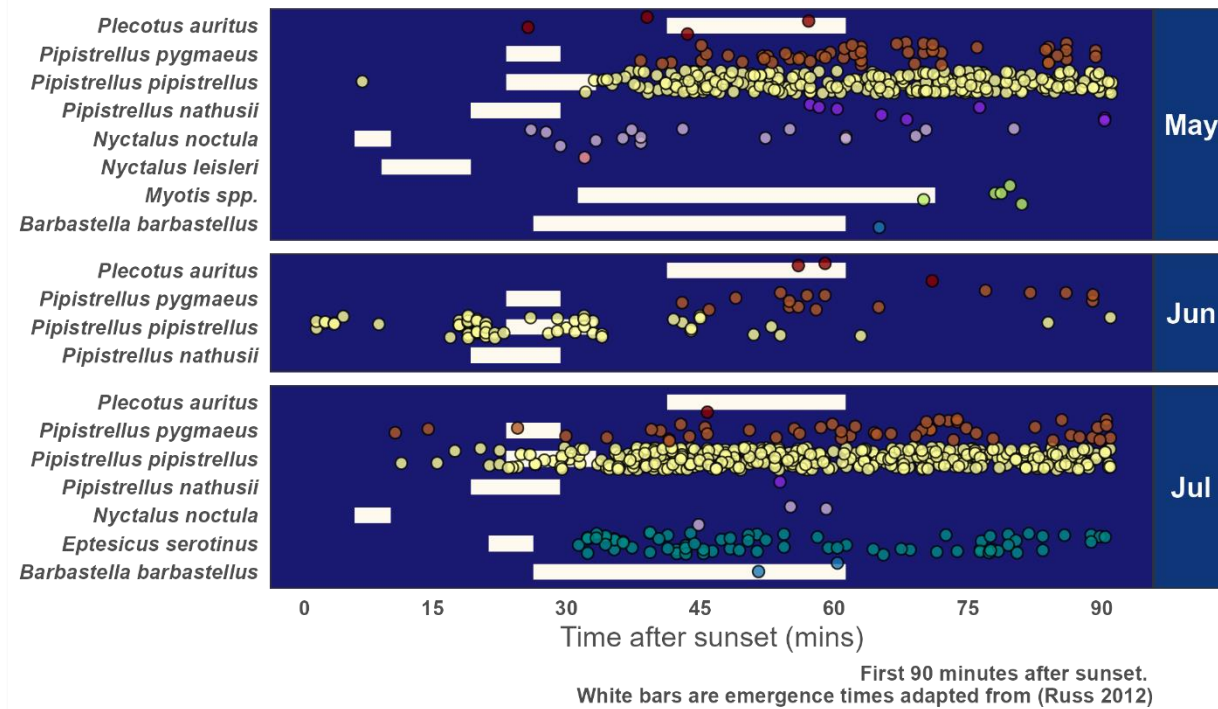 Plecotus auritus
Pipistrellus pygmaeus
Pipistrellus pipistrellus
Pipistrellus nathusii
Nyctalus noctula
Nyctalus leisleri
Myotis spp.
Barbastella barbastellus
May
Plecotus auritus
Pipistrellus pygmaeus
Pipistrellus pipistrellus
Pipistrellus nathusii
Jun
Plecotus auritus
Pipistrellus pygmaeus
Pipistrellus pipistrellus
Pipistrellus nathusii
Nyctalus noctula
Eptesicus serotinus
Barbastella barbastellus
Jul
0 15 30 45 60 75 90
Time after sunset (mins)
First 90 minutes after sunset.
White bars are emergence times adapted from (Russ 2012)